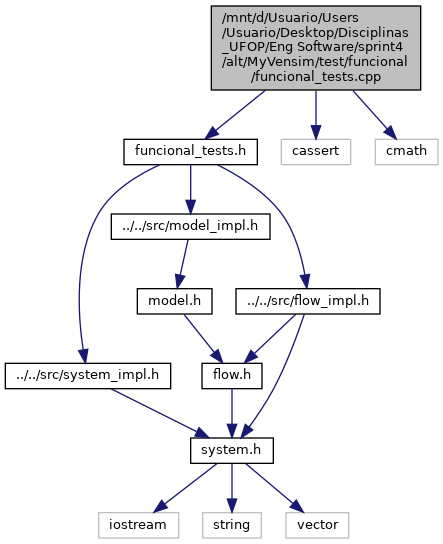 /mnt/d/Usuario/Users
/Usuario/Desktop/Disciplinas
_UFOP/Eng Software/sprint4
/alt/MyVensim/test/funcional
/funcional_tests.cpp
funcional_tests.h
cassert
cmath
../../src/model_impl.h
model.h
../../src/flow_impl.h
../../src/system_impl.h
flow.h
system.h
iostream
string
vector